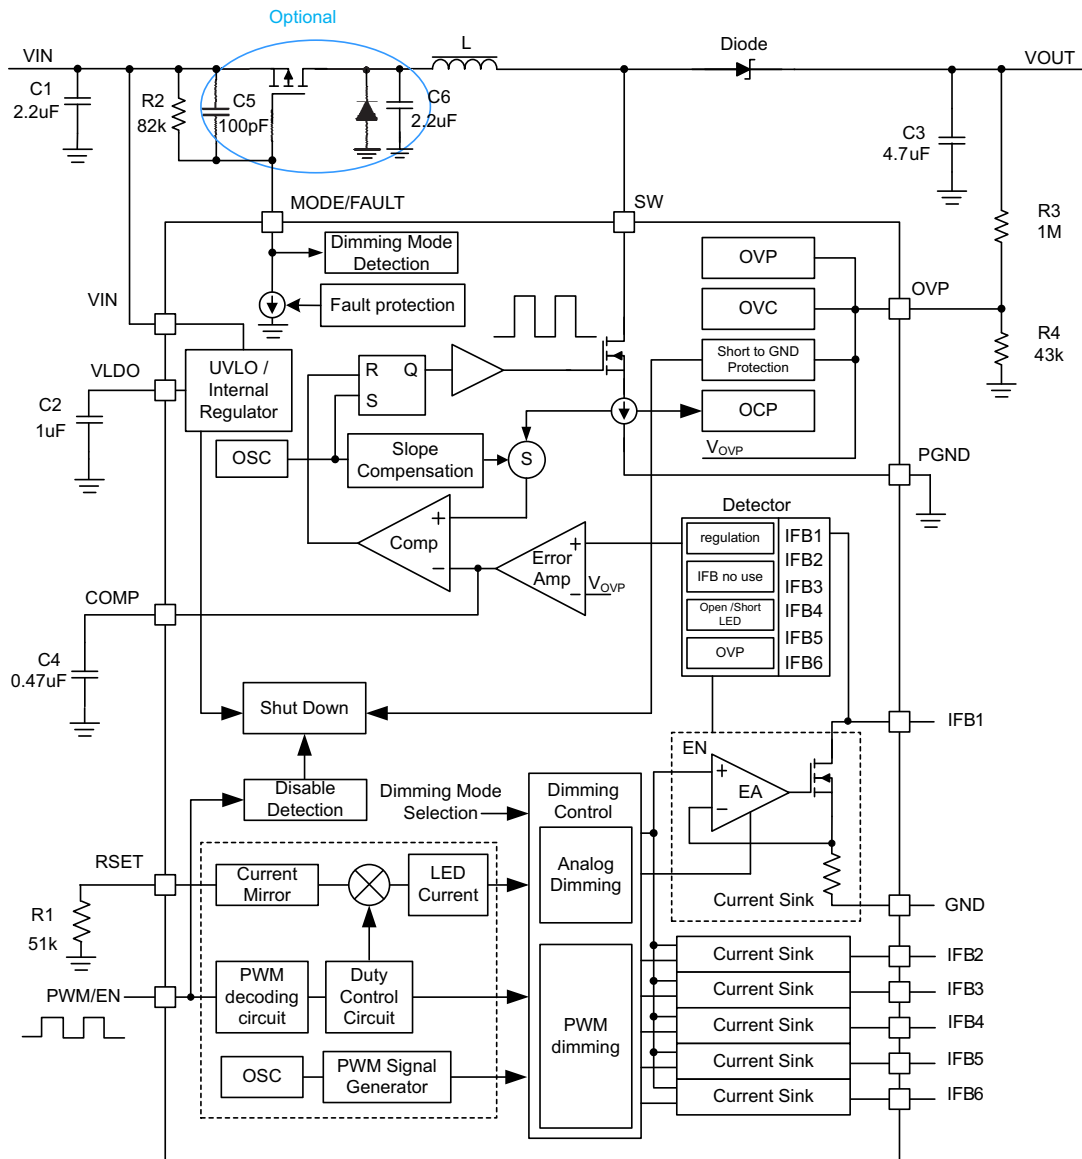 Optional
VIN
L
Diode
VOUT
C1
2.2uF
R2
82k
C5
100pF
C6
2.2uF
C3
4.7uF
MODE/FAULT
SW
R3
1M
Dimming Mode
Detection
OVP
OVP
VIN
Fault protection
OVC
R4
43k
VLDO
UVLO /
Internal
Regulator
R
Q
S
Short to GND
Protection
C2
1uF
OCP
OSC
Slope
Compensation
S
VOVP
PGND
Detector
+
Comp
−
+
Error
Amp
−
VOVP
regulation
IFB no use
Open /Short
LED
OVP
IFB1
IFB2
IFB3
IFB4
IFB5
IFB6
COMP
C4
0.47uF
Shut Down
IFB1
EN
+
EA
−
Disable
Detection
Dimming Mode
Selection
Dimming
Control
RSET
Current
Mirror
LED
Current
Analog
Dimming
Current Sink
GND
R1
51k
PWM/EN
PWM
decoding
circuit
Duty
Control
Circuit
PWM
dimming
Current Sink
IFB2
Current Sink
IFB3
Current Sink
IFB4
Current Sink
IFB5
Current Sink
IFB6
OSC
PWM Signal
Generator